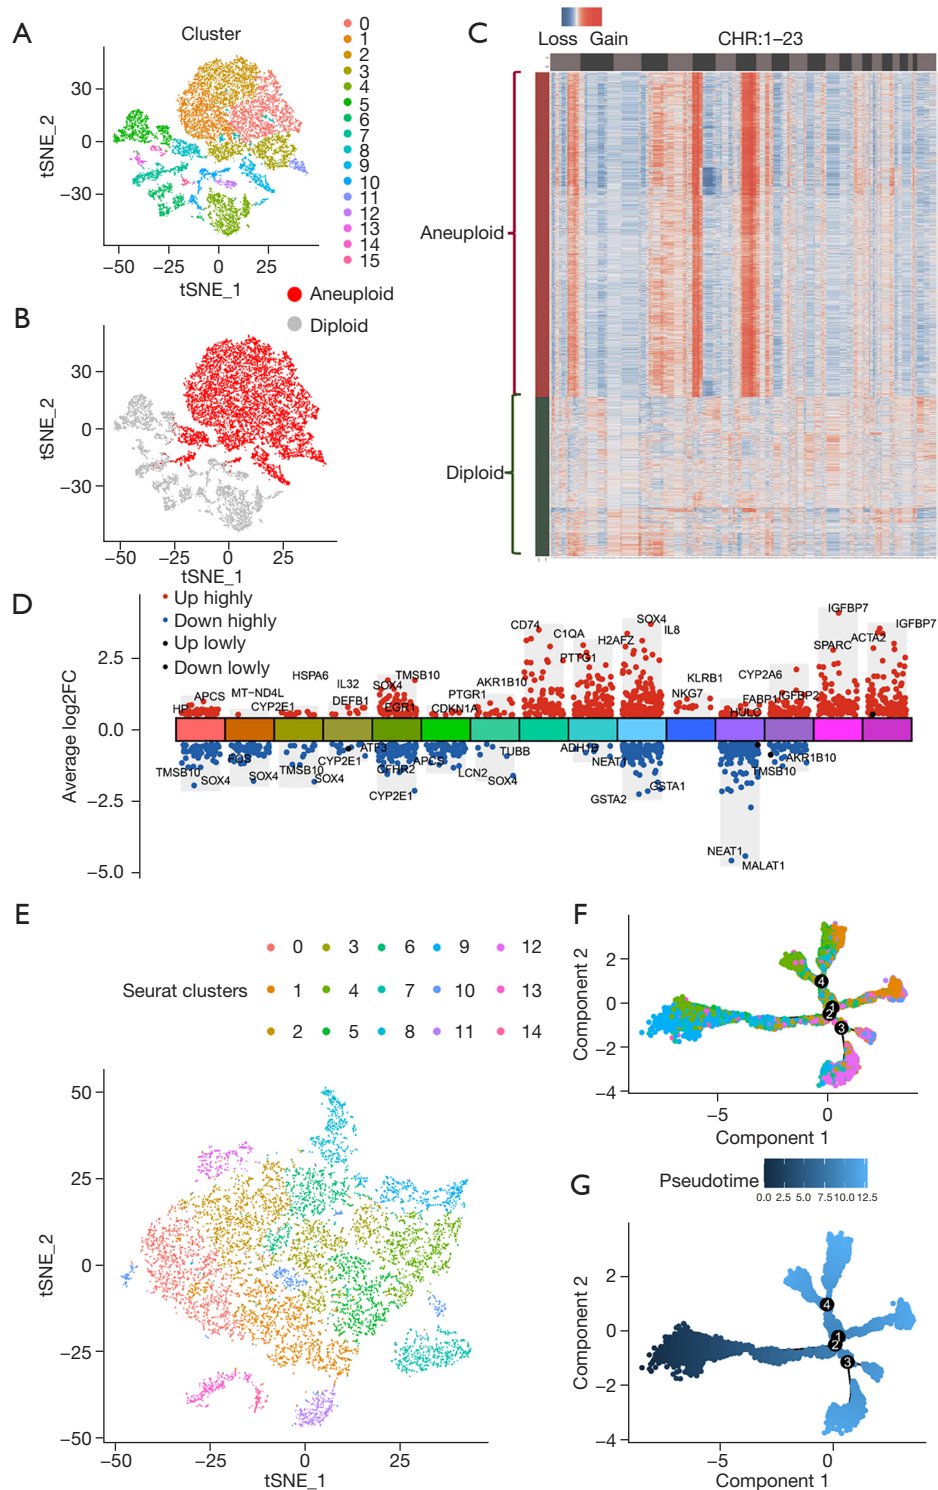 A
Cluster
0
1
2
3
4
5
6
7
8
9
10
11
12
13
14
15
tSNE_2
30
0
−30
−50 −25 0 25
tSNE_1
B
Aneuploid
Diploid
tSNE_2
30
0
−30
−50 −25 0 25
tSNE_1
C
Loss Gain
CHR:1–23
Aneuploid
Diploid
D
Up highly
Down highly
Up lowly
Down lowly
Average log2FC
2.5
0.0
−2.5
−5.0
HP
APCS
MT−ND4L
CYP2E1
HSPA6
IL32
DEFB1
SOX4
TMSB10
EGR1
PTGR1
CDKN1A
AKR1B10
CD74
C1QA
PTTG1
H2AFZ
SOX4
IL8
KLRB1
NKG7
HULC
FABP1
CYP2A6
IGFBP2
IGFBP7
SPARC
ACTA2
IGFBP7
TMSB10
SOX4
FOS
SOX4
TMSB10
SOX4
CYP2E1
ATF3
CFHR2
CYP2E1
APCS
LCN2
SOX4
TUBB
ADH1B
NEAT1
GSTA2
GSTA1
NEAT1
MALAT1
TMSB10
AKR1B10
E
Seurat clusters
0 3 6 9 12
1 4 7 10 13
2 5 8 11 14
tSNE_2
50
25
0
−25
−50
−50 −25 0 25
tSNE_1
F
Component 2
2
0
−2
−4
4
1
2
3
−5 0
Component 1
G
Pseudotime
0.0 2.5 5.0 7.5 10.0 12.5
Component 2
2
0
−2
−4
4
1
2
3
−5 0
Component 1